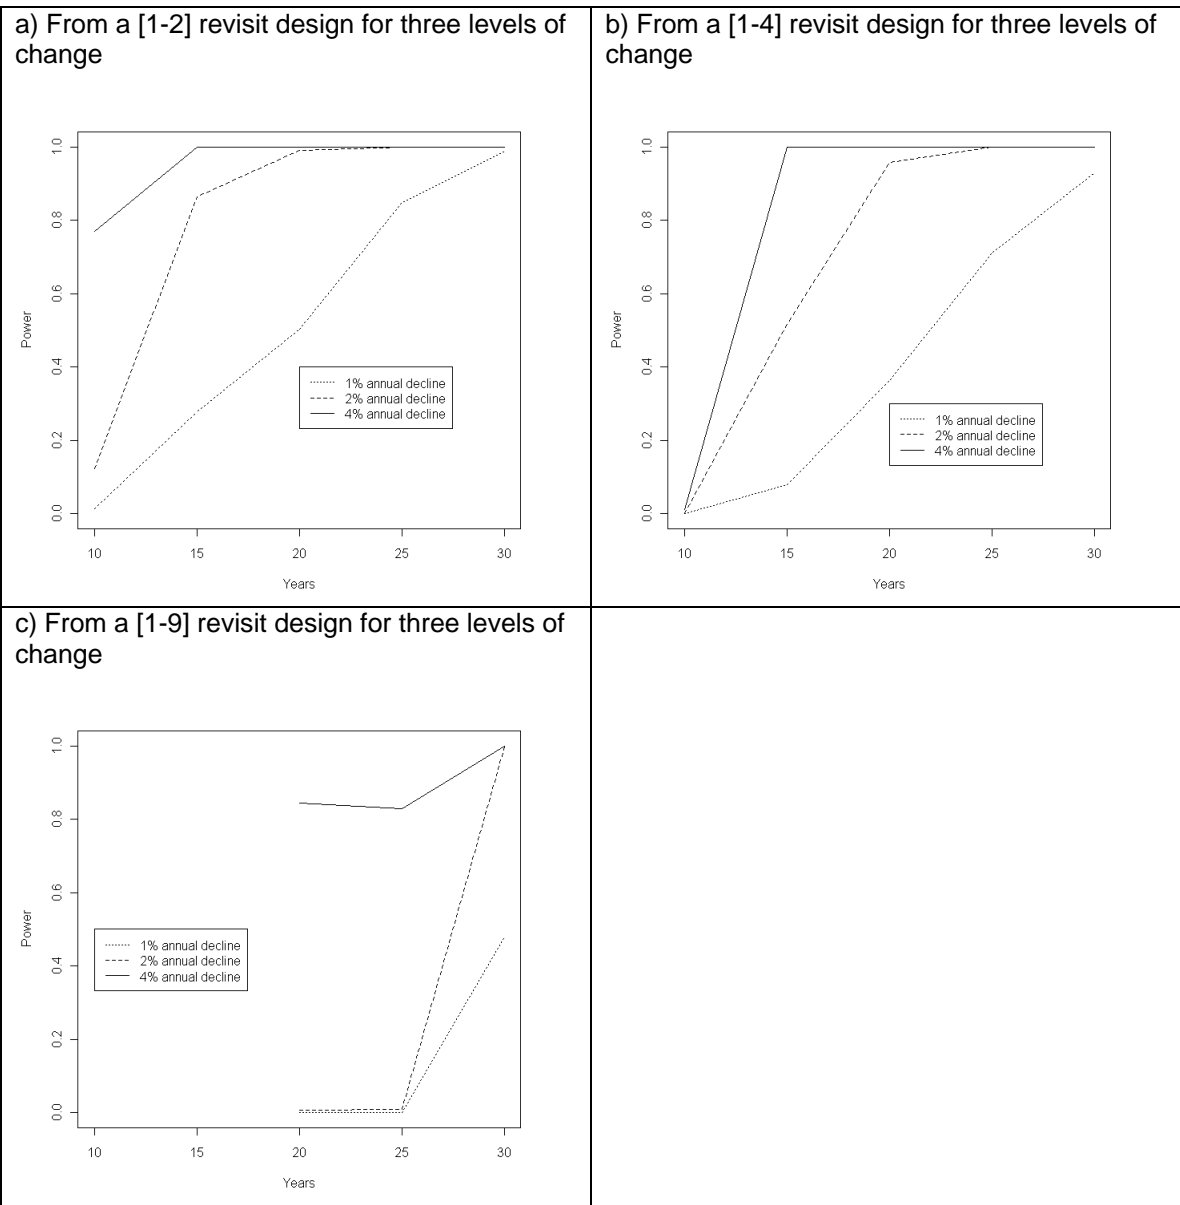 a) From a [1-2] revisit design for three levels of
change
1.0
0.8
0.6
0.4
0.2
0.0
Power
1% annual decline
2% annual decline
4% annual decline
10 15 20 25 30
Years
b) From a [1-4] revisit design for three levels of
change
1.0
0.8
0.6
0.4
0.2
0.0
Power
1% annual decline
2% annual decline
4% annual decline
10 15 20 25 30
Years
c) From a [1-9] revisit design for three levels of
change
1.0
0.8
0.6
0.4
0.2
0.0
Power
1% annual decline
2% annual decline
4% annual decline
10 15 20 25 30
Years